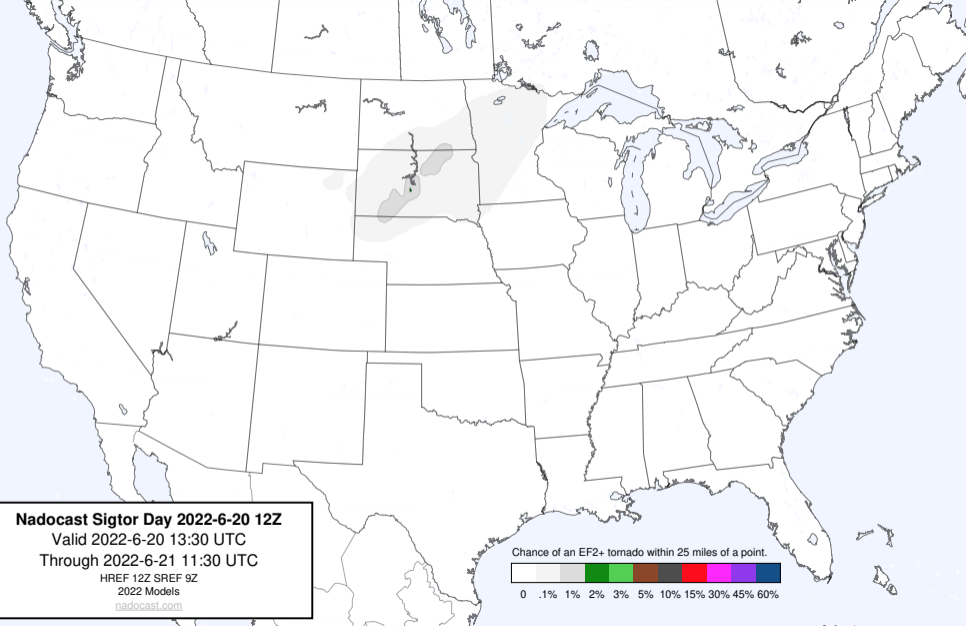 Nadocast Sigtor Day 2022-6-20 12Z
Valid 2022-6-20 13:30 UTC
Through 2022-6-21 11:30 UTC
HREF 12Z SREF 9Z
2022 Models
nadocast.com
Chance of an EF2+ tornado within 25 miles of a point.
0 .1% 1% 2% 3% 5% 10% 15% 30% 45% 60%